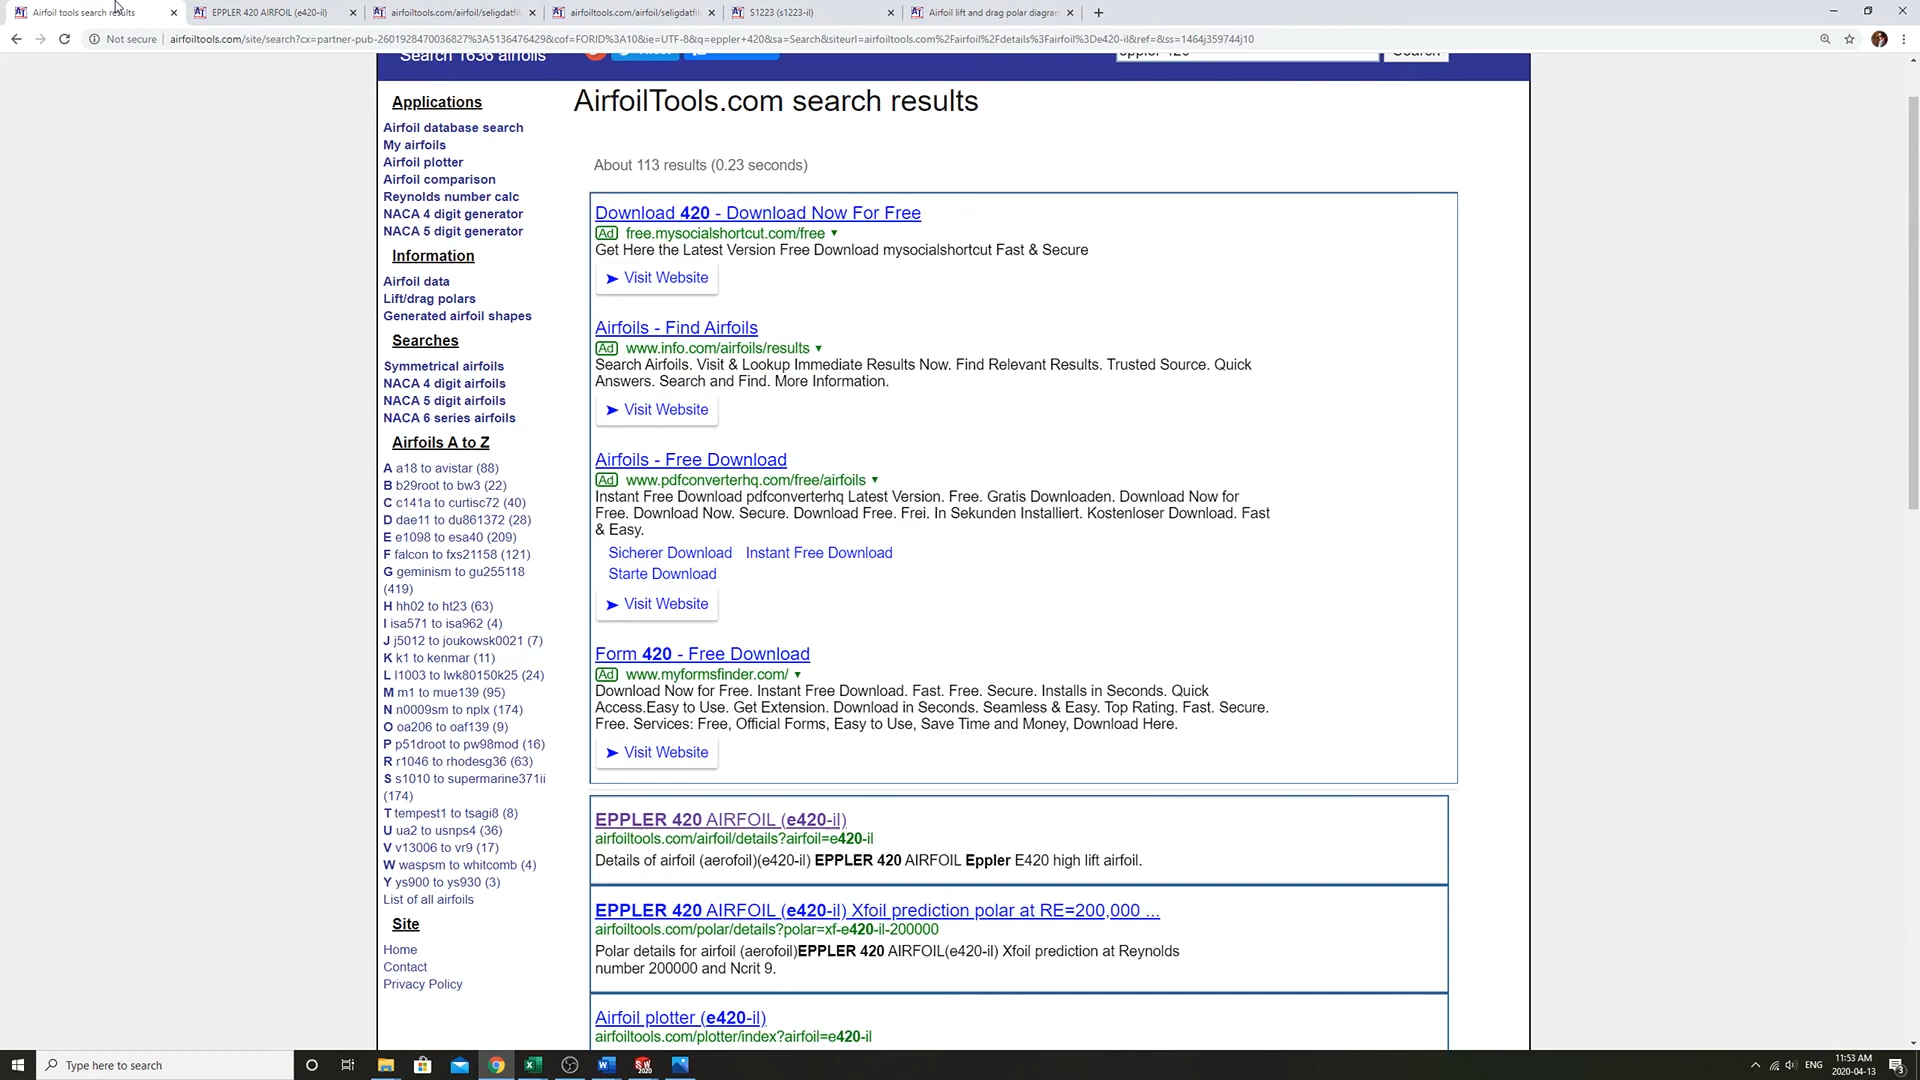 Airfoil tools search results
EPPLER 420 AIRFOIL (e420-il)
airfoiltools.com/airfoil/seligdatfil
airfoiltools.com/airfoil/seligdatfil
S1223 (s1223-il)
Airfoil lift and drag polar diagram
Not secure
airfoiltools.com/site/search?cx=partner-pub-2601928470036827%3A5136476429&cof=FORID%3A10&ie=UTF-8&q=eppler+420&sa=Search&siteurl=airfoiltools.com%2Fairfoil%2Fdetails%3Fairfoil%3De420-il&ref=&ss=1464j359744j10
Search 1636 airfoils
eppler 420
Search
Applications
Airfoil database search
My airfoils
Airfoil plotter
Airfoil comparison
Reynolds number calc
NACA 4 digit generator
NACA 5 digit generator
Information
Airfoil data
Lift/drag polars
Generated airfoil shapes
Searches
Symmetrical airfoils
NACA 4 digit airfoils
NACA 5 digit airfoils
NACA 6 series airfoils
Airfoils A to Z
A a18 to avistar (88)
B b29root to bw3 (22)
C c141a to curtisc72 (40)
D dae11 to du861372 (28)
E e1098 to esa40 (209)
F falcon to fxs21158 (121)
G geminism to gu255118
(419)
H hh02 to ht23 (63)
I isa571 to isa962 (4)
J j5012 to joukowsk0021 (7)
K k1 to kenmar (11)
L l1003 to lwk80150k25 (24)
M m1 to mue139 (95)
N n0009sm to nplx (174)
O oa206 to oaf139 (9)
P p51droot to pw98mod (16)
R r1046 to rhodesg36 (63)
S s1010 to supermarine371ii
(174)
T tempest1 to tsagi8 (8)
U ua2 to usnps4 (36)
V v13006 to vr9 (17)
W waspsm to whitcomb (4)
Y ys900 to ys930 (3)
List of all airfoils
Site
Home
Contact
Privacy Policy
AirfoilTools.com search results
About 113 results (0.23 seconds)
Download 420 - Download Now For Free
Ad free.mysocialshortcut.com/free
Get Here the Latest Version Free Download mysocialshortcut Fast & Secure
Visit Website
Airfoils - Find Airfoils
Ad www.info.com/airfoils/results
Search Airfoils. Visit & Lookup Immediate Results Now. Find Relevant Results. Trusted Source. Quick
Answers. Search and Find. More Information.
Visit Website
Airfoils - Free Download
Ad www.pdfconverterhq.com/free/airfoils
Instant Free Download pdfconverterhq Latest Version. Free. Gratis Downloaden. Download Now for
Free. Download Now. Secure. Download Free. Frei. In Sekunden Installiert. Kostenloser Download. Fast
& Easy.
Sicherer Download Instant Free Download
Starte Download
Visit Website
Form 420 - Free Download
Ad www.myformsfinder.com/
Download Now for Free. Instant Free Download. Fast. Free. Secure. Installs in Seconds. Quick
Access.Easy to Use. Get Extension. Download in Seconds. Seamless & Easy. Top Rating. Fast. Secure.
Free. Services: Free, Official Forms, Easy to Use, Save Time and Money, Download Here.
Visit Website
EPPLER 420 AIRFOIL (e420-il)
airfoiltools.com/airfoil/details?airfoil=e420-il
Details of airfoil (aerofoil)(e420-il) EPPLER 420 AIRFOIL Eppler E420 high lift airfoil.
EPPLER 420 AIRFOIL (e420-il) Xfoil prediction polar at RE=200,000 ...
airfoiltools.com/polar/details?polar=xf-e420-il-200000
Polar details for airfoil (aerofoil)EPPLER 420 AIRFOIL(e420-il) Xfoil prediction at Reynolds
number 200000 and Ncrit 9.
Airfoil plotter (e420-il)
airfoiltools.com/plotter/index?airfoil=e420-il
Type here to search
ENG
11:53 AM
2020-04-13
3